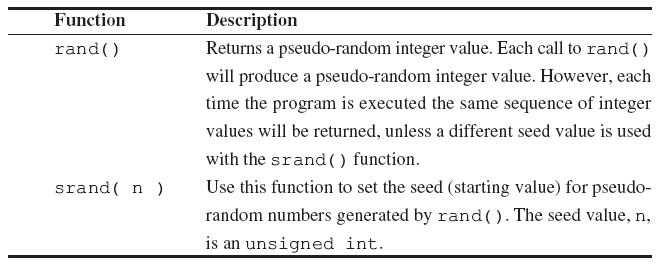 Function Description
rand() Returns a pseudo-random integer value. Each call to rand()
will produce a pseudo-random integer value. However, each
time the program is executed the same sequence of integer
values will be returned, unless a different seed value is used
with the srand() function.
srand( n ) Use this function to set the seed (starting value) for pseudo-
random numbers generated by rand(). The seed value, n,
is an unsigned int.